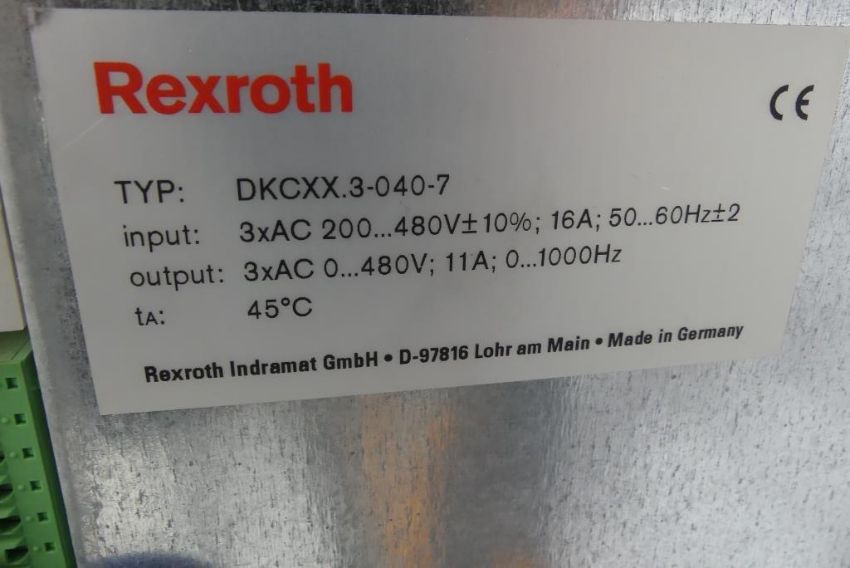 Rexroth
CE
TYP: DKCXX.3-040-7
input: 3xAC 200...480V±10%; 16A; 50...60Hz±2
output: 3xAC 0...480V; 11A; 0...1000Hz
tA: 45°C
Rexroth Indramat GmbH • D-97816 Lohr am Main • Made in Germany